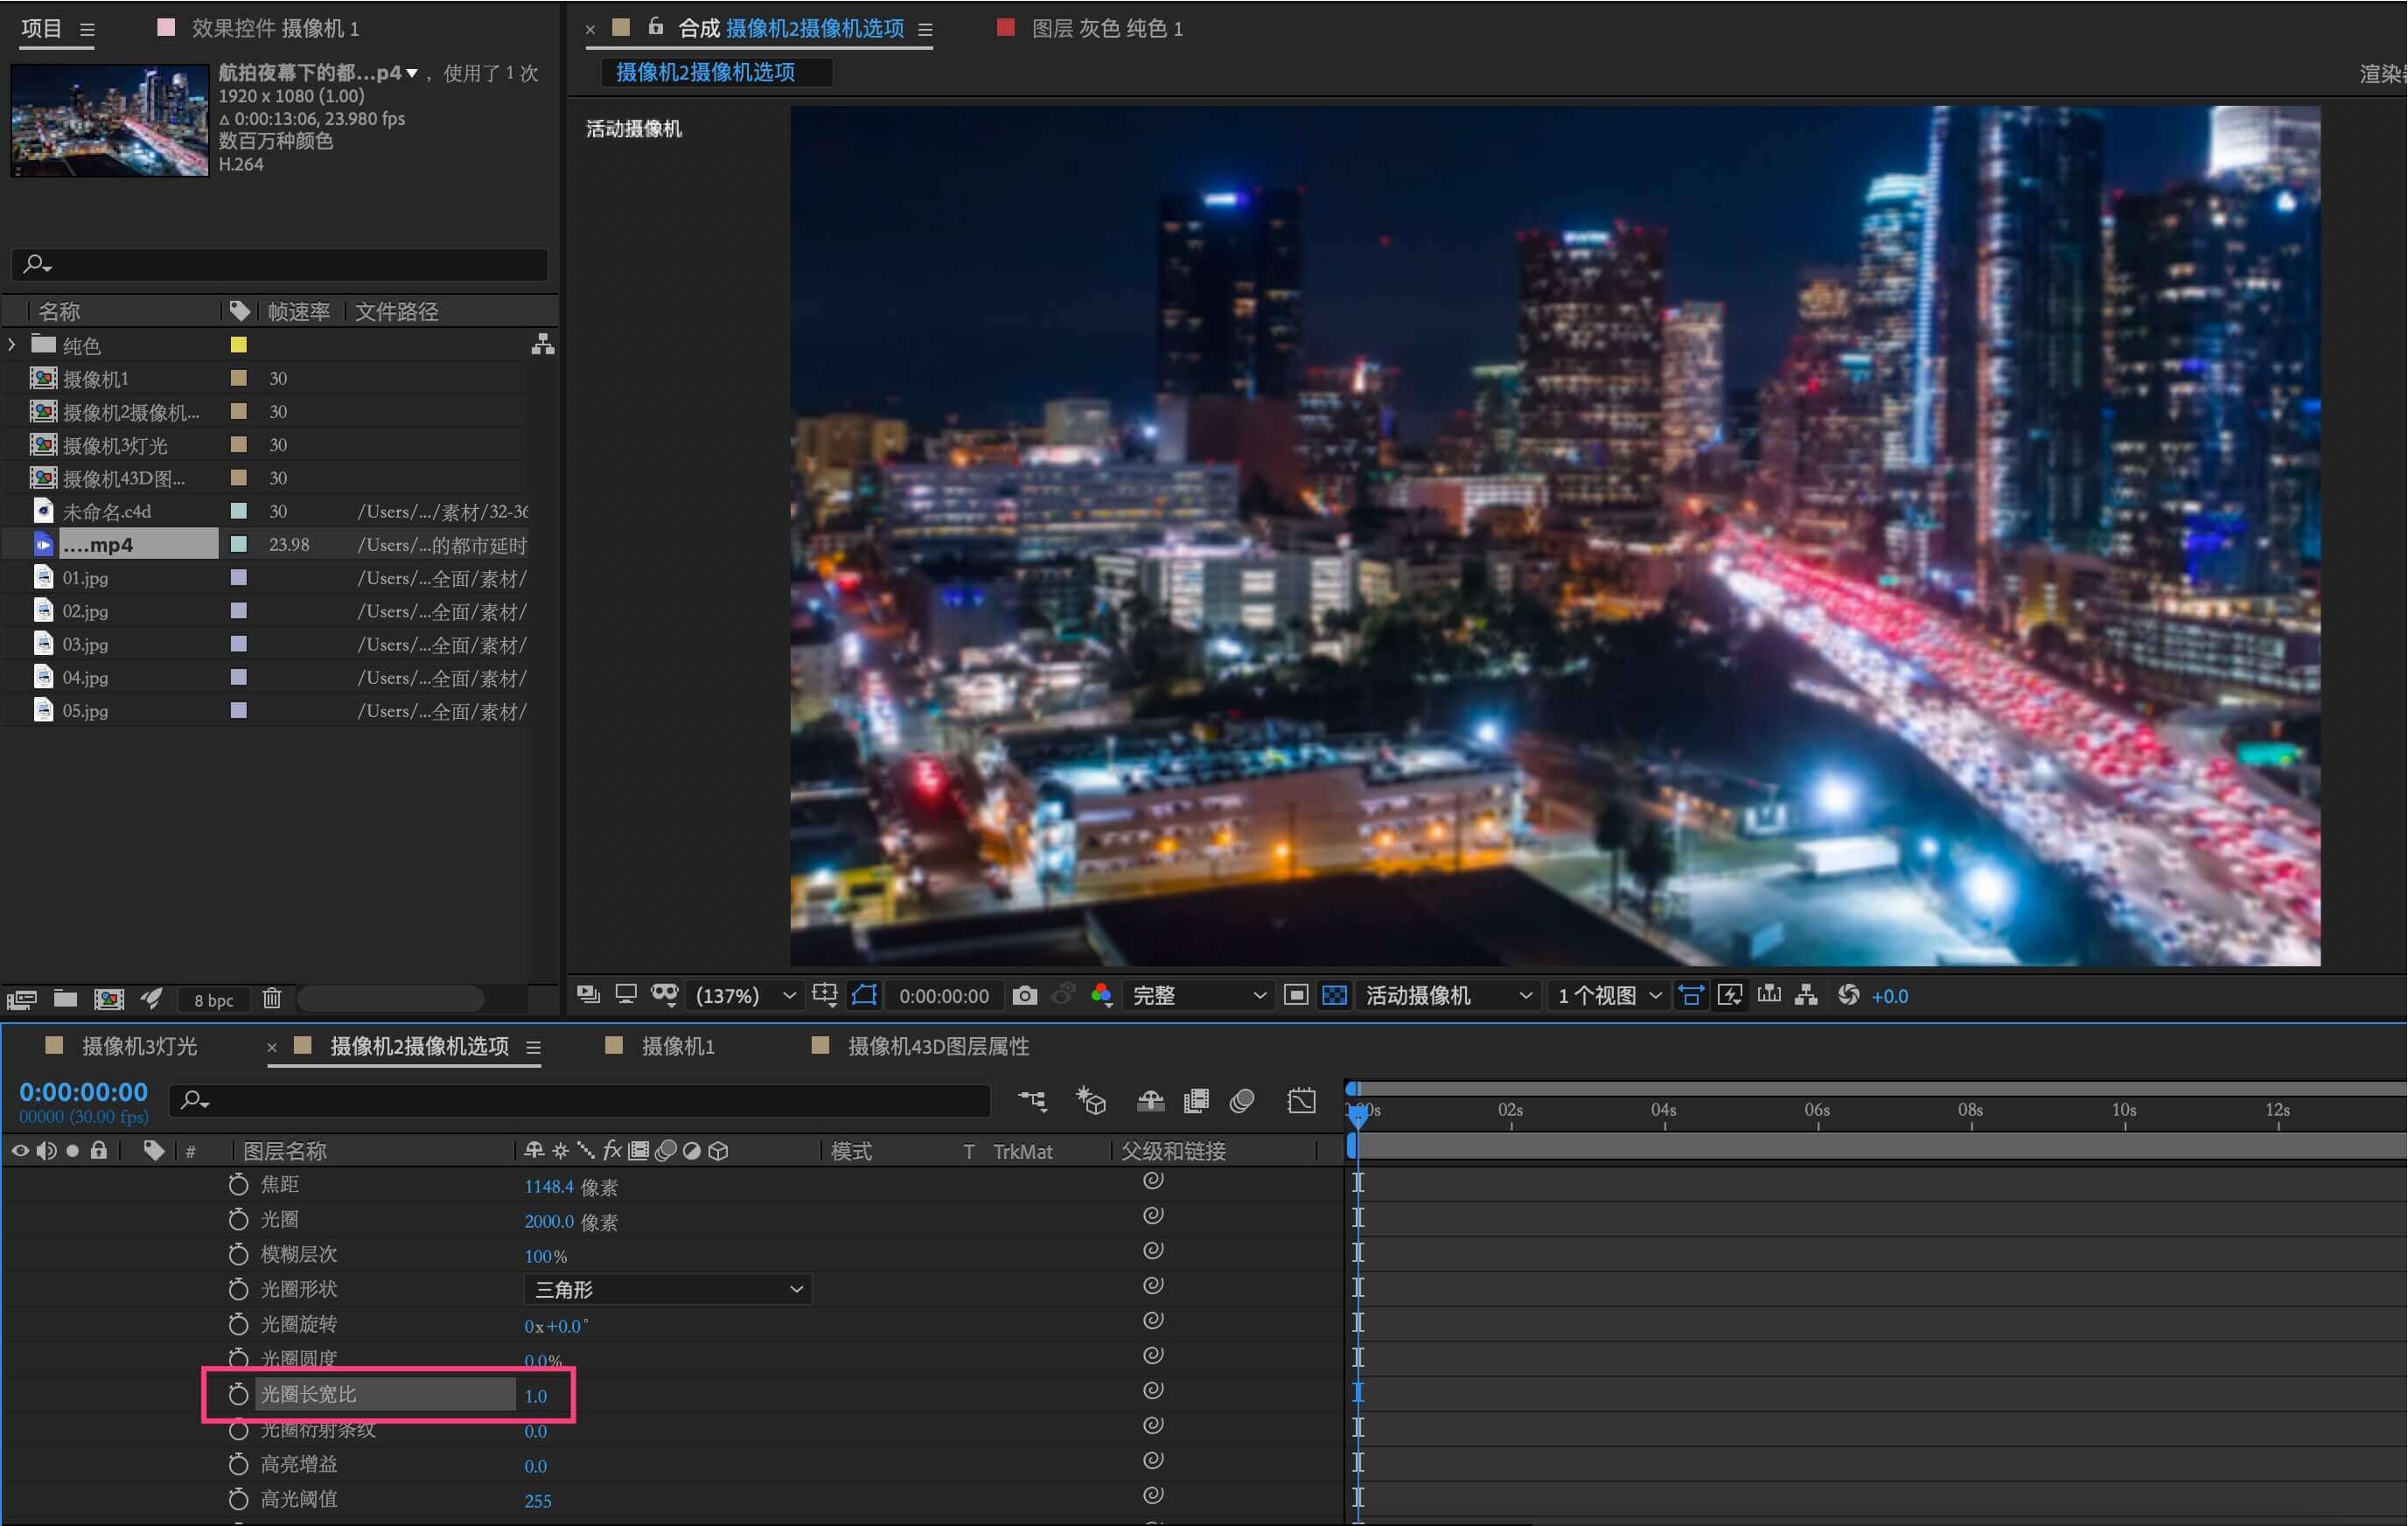 项目
效果控件 摄像机 1
航拍夜幕下的都...p4 ，使用了 1 次
1920 x 1080 (1.00)
Δ 0:00:13:06, 23.980 fps
数百万种颜色
H.264
名称 帧速率 文件路径
纯色
摄像机1 30
摄像机2摄像机... 30
摄像机3灯光 30
摄像机43D图... 30
未命名.c4d 30 /Users/.../素材/32-36
....mp4 23.98 /Users/...的都市延时
01.jpg /Users/...全面/素材/
02.jpg /Users/...全面/素材/
03.jpg /Users/...全面/素材/
04.jpg /Users/...全面/素材/
05.jpg /Users/...全面/素材/
8 bpc
× 合成 摄像机2摄像机选项
图层 灰色 纯色 1
摄像机2摄像机选项
渲染
活动摄像机
(137%) 0:00:00:00 完整 活动摄像机 1 个视图 +0.0
摄像机3灯光
× 摄像机2摄像机选项
摄像机1
摄像机43D图层属性
0:00:00:00
00000 (30.00 fps)
02s 04s 06s 08s 10s 12s
# 图层名称 fx 模式 T TrkMat 父级和链接
焦距 1148.4 像素
光圈 2000.0 像素
模糊层次 100%
光圈形状 三角形
光圈旋转 0x+0.0°
光圈圆度 0.0%
光圈长宽比 1.0
光圈衍射条纹 0.0
高亮增益 0.0
高光阈值 255